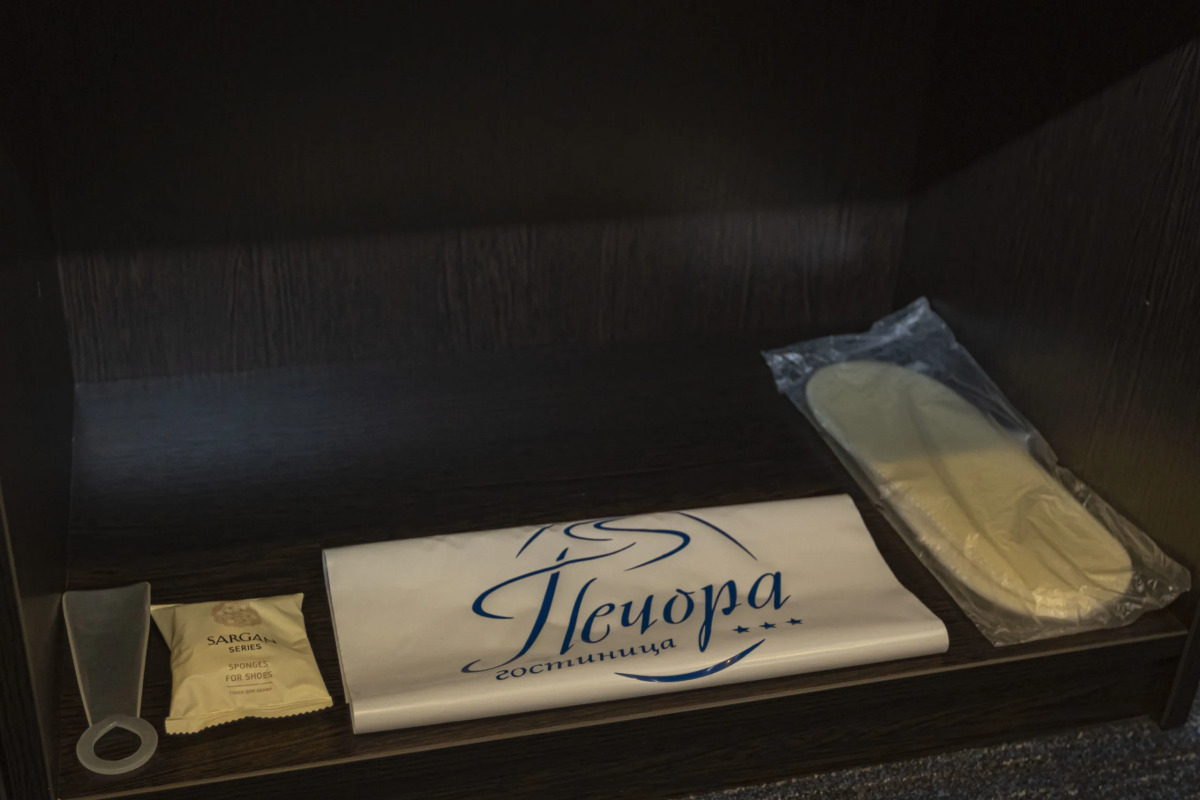 SARGAN
SERIES
SPONGES
FOR SHOES
Печора
гостиница